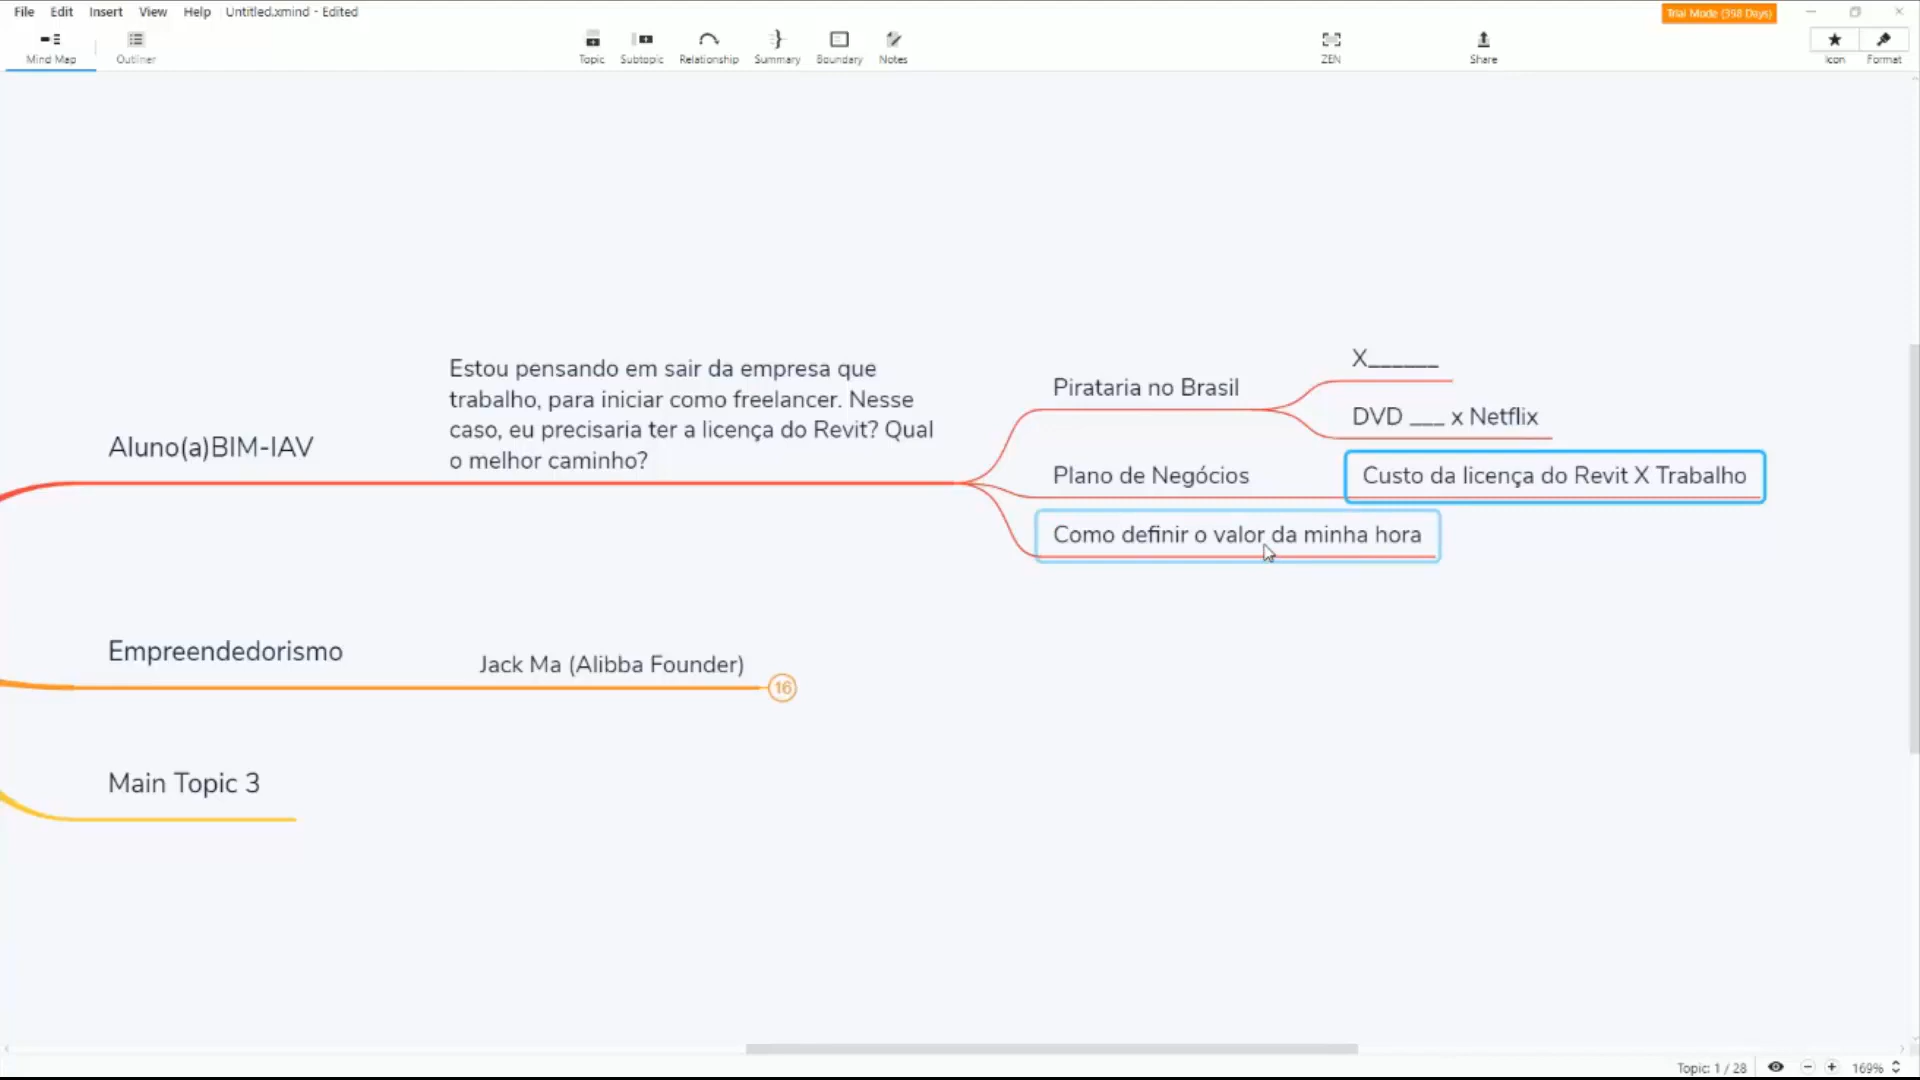 File Edit Insert View Help Untitled.xmind - Edited
Trial Mode (398 Days)
Mind Map Outliner Topic Subtopic Relationship Summary Boundary Notes ZEN Share Icon Format
Aluno(a)BIM-IAV
Estou pensando em sair da empresa que
trabalho, para iniciar como freelancer. Nesse
caso, eu precisaria ter a licença do Revit? Qual
o melhor caminho?
Pirataria no Brasil
X______
DVD ___ x Netflix
Plano de Negócios
Custo da licença do Revit X Trabalho
Como definir o valor da minha hora
Empreendedorismo
Jack Ma (Alibba Founder)
16
Main Topic 3
Topic: 1 / 28
169%